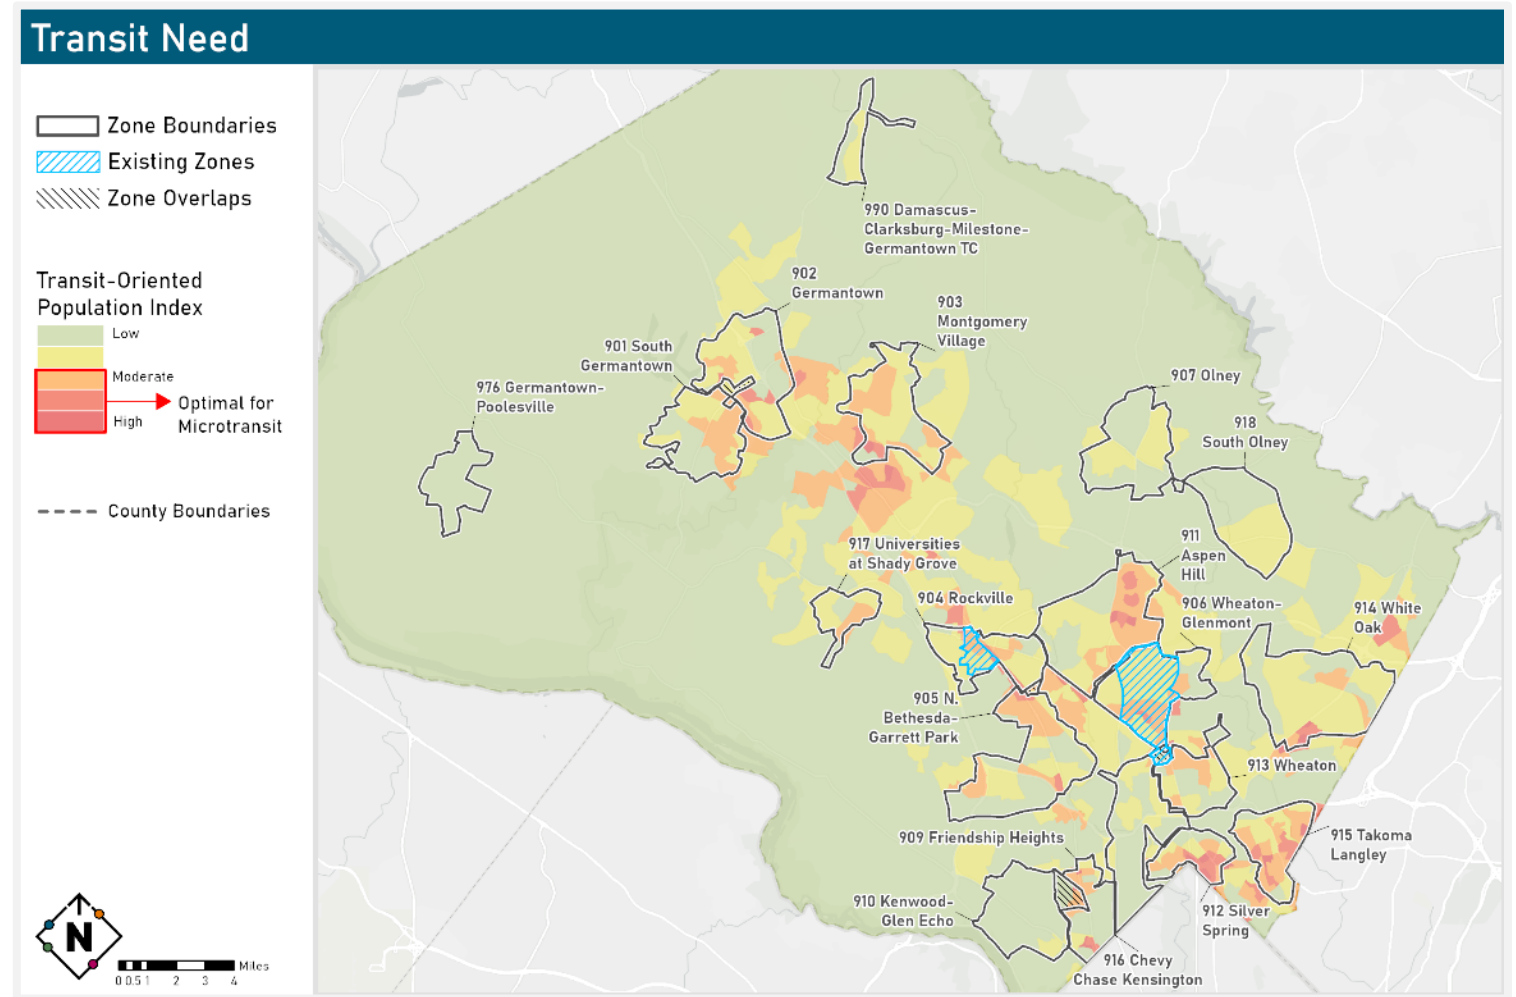 Transit Need
Zone Boundaries
Existing Zones
Zone Overlaps
Transit-Oriented
Population Index
Low
Moderate
High
Optimal for
Microtransit
County Boundaries
N
0 0.5 1 2 3 4
Miles
990 Damascus-
Clarksburg-Milestone-
Germantown TC
902
Germantown
903
Montgomery
Village
901 South
Germantown
976 Germantown-
Poolesville
907 Olney
918
South Olney
917 Universities
at Shady Grove
911
Aspen
Hill
904 Rockville
906 Wheaton-
Glenmont
914 White
Oak
905 N.
Bethesda-
Garrett Park
913 Wheaton
909 Friendship Heights
915 Takoma
Langley
910 Kenwood-
Glen Echo
912 Silver
Spring
916 Chevy
Chase Kensington